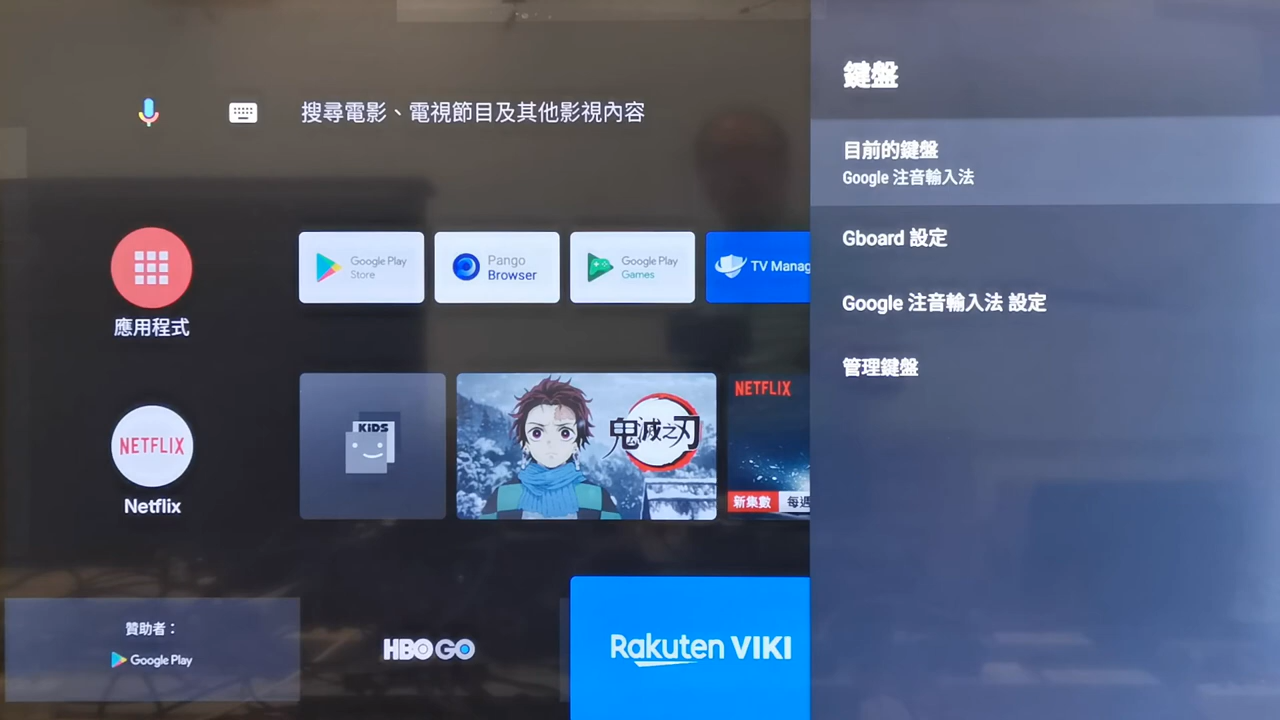 搜尋電影、電視節目及其他影視內容
應用程式
Google Play
Store
Pango
Browser
Google Play
Games
TV Manag
NETFLIX
Netflix
KIDS
鬼滅之刃
NETFLIX
新集數 每週
贊助者：
Google Play
HBO GO
Rakuten VIKI
鍵盤
目前的鍵盤
Google 注音輸入法
Gboard 設定
Google 注音輸入法 設定
管理鍵盤